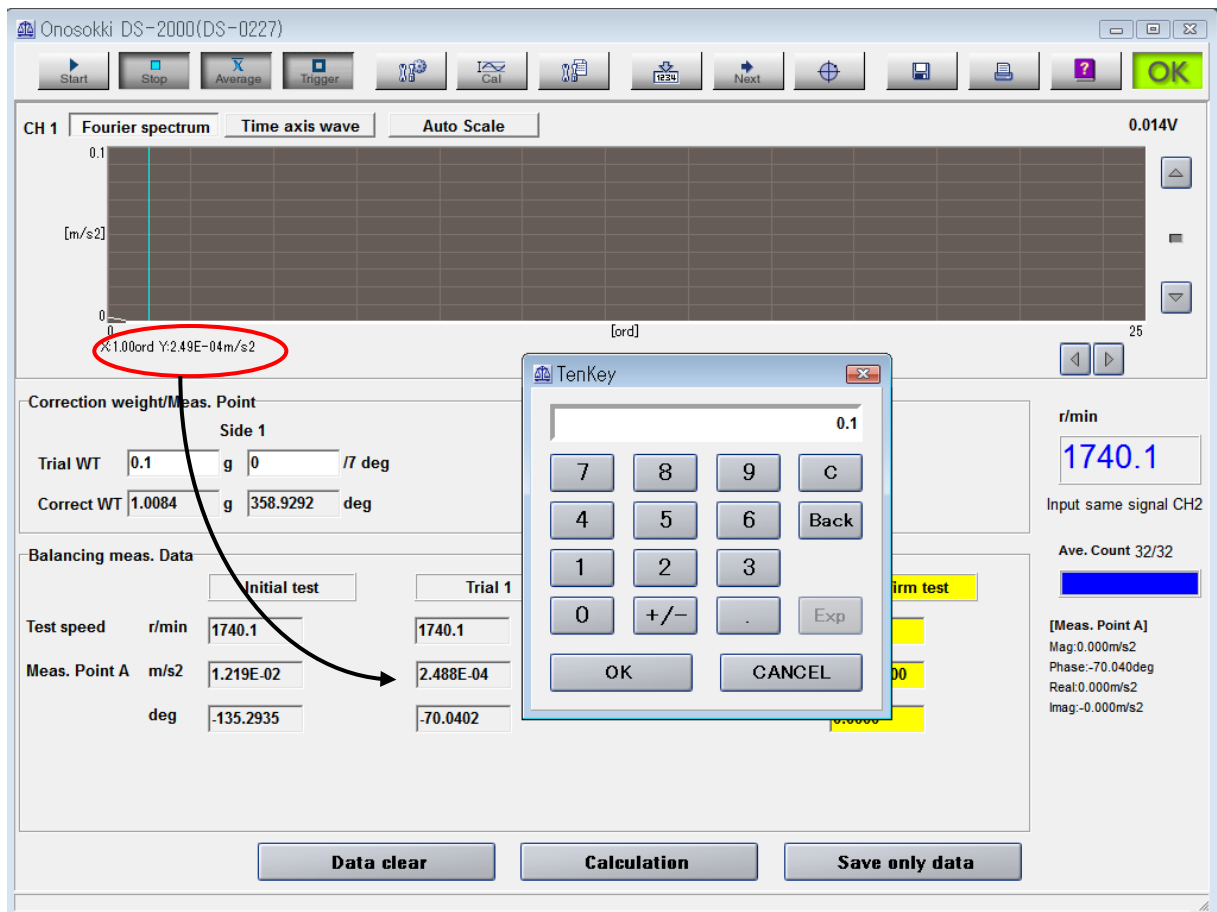 Onosokki DS-2000(DS-0227)
Start Stop X Average Trigger Cal 1234 Next ? OK
CH 1 Fourier spectrum Time axis wave Auto Scale 0.014V
0.1
[m/s2]
0
0 [ord] 25
X:1.00ord Y:2.49E-04m/s2
TenKey
0.1
7 8 9 C
4 5 6 Back
1 2 3
0 +/- . Exp
OK CANCEL
Correction weight/Meas. Point
Side 1
Trial WT 0.1 g 0 /7 deg
Correct WT 1.0084 g 358.9292 deg
r/min
1740.1
Input same signal CH2
Ave. Count 32/32
Balancing meas. Data
Initial test Trial 1 irm test
Test speed r/min 1740.1 1740.1
Meas. Point A m/s2 1.219E-02 2.488E-04 00
deg -135.2935 -70.0402 0.0000
[Meas. Point A]
Mag:0.000m/s2
Phase:-70.040deg
Real:0.000m/s2
Imag:-0.000m/s2
Data clear Calculation Save only data